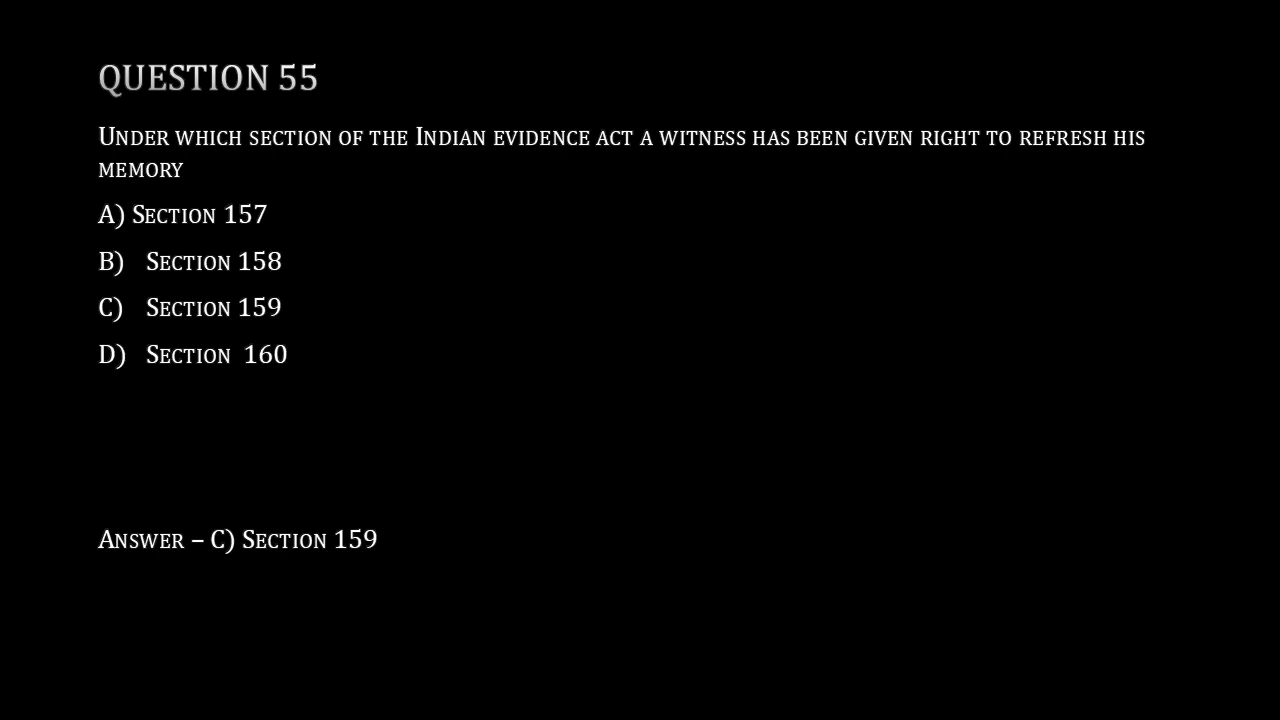 QUESTION 55
Under which section of the Indian evidence act a witness has been given right to refresh his
memory
A) Section 157
B) Section 158
C) Section 159
D) Section 160
Answer – C) Section 159